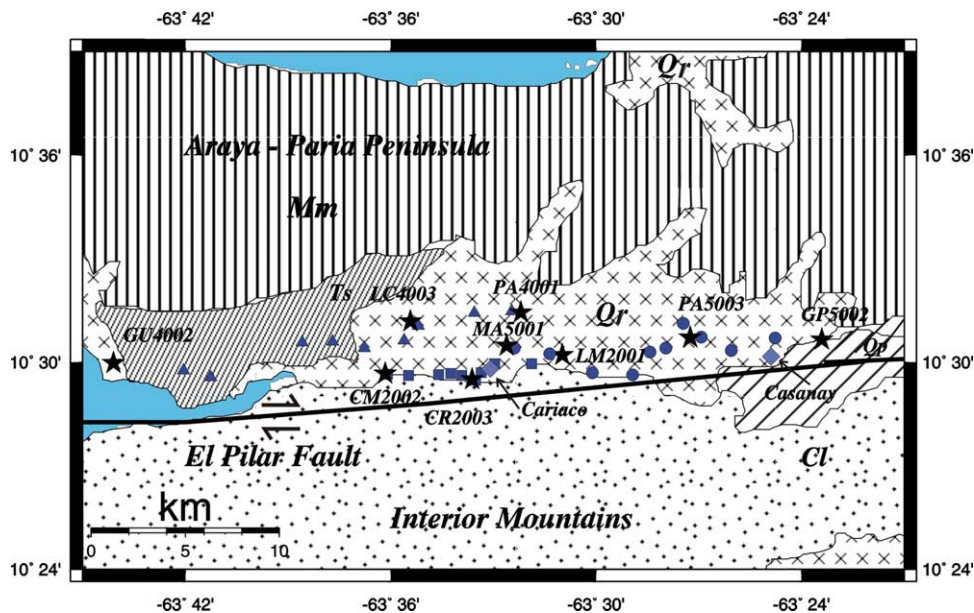 -63° 42' -63° 36' -63° 30' -63° 24'
Qr
10° 36' Araya - Paria Peninsula 10° 36'
Mm
Ts LC4003 PA4001 Qr PA5003 GP5002
GU4002 MA5001
10° 30' LM2001 Qp 10° 30'
CM2002 CR2003 Cariaco Casanay
El Pilar Fault Cl
km
Interior Mountains
0 5 10
10° 24' 10° 24'
-63° 42' -63° 36' -63° 30' -63° 24'